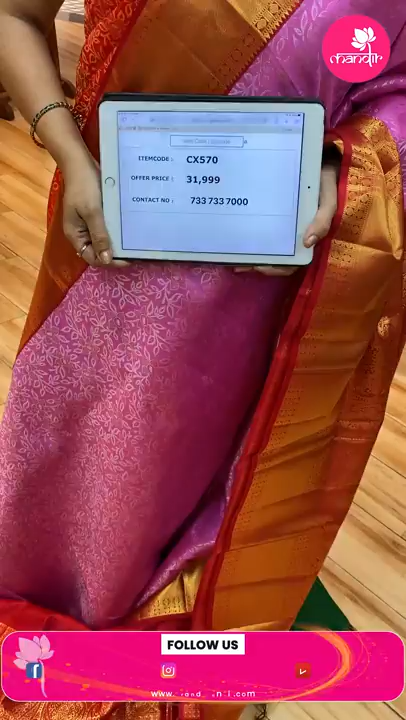 mandir
ITEMCODE : CX570
OFFER PRICE : 31,999
CONTACT NO : 733 733 7000
FOLLOW US